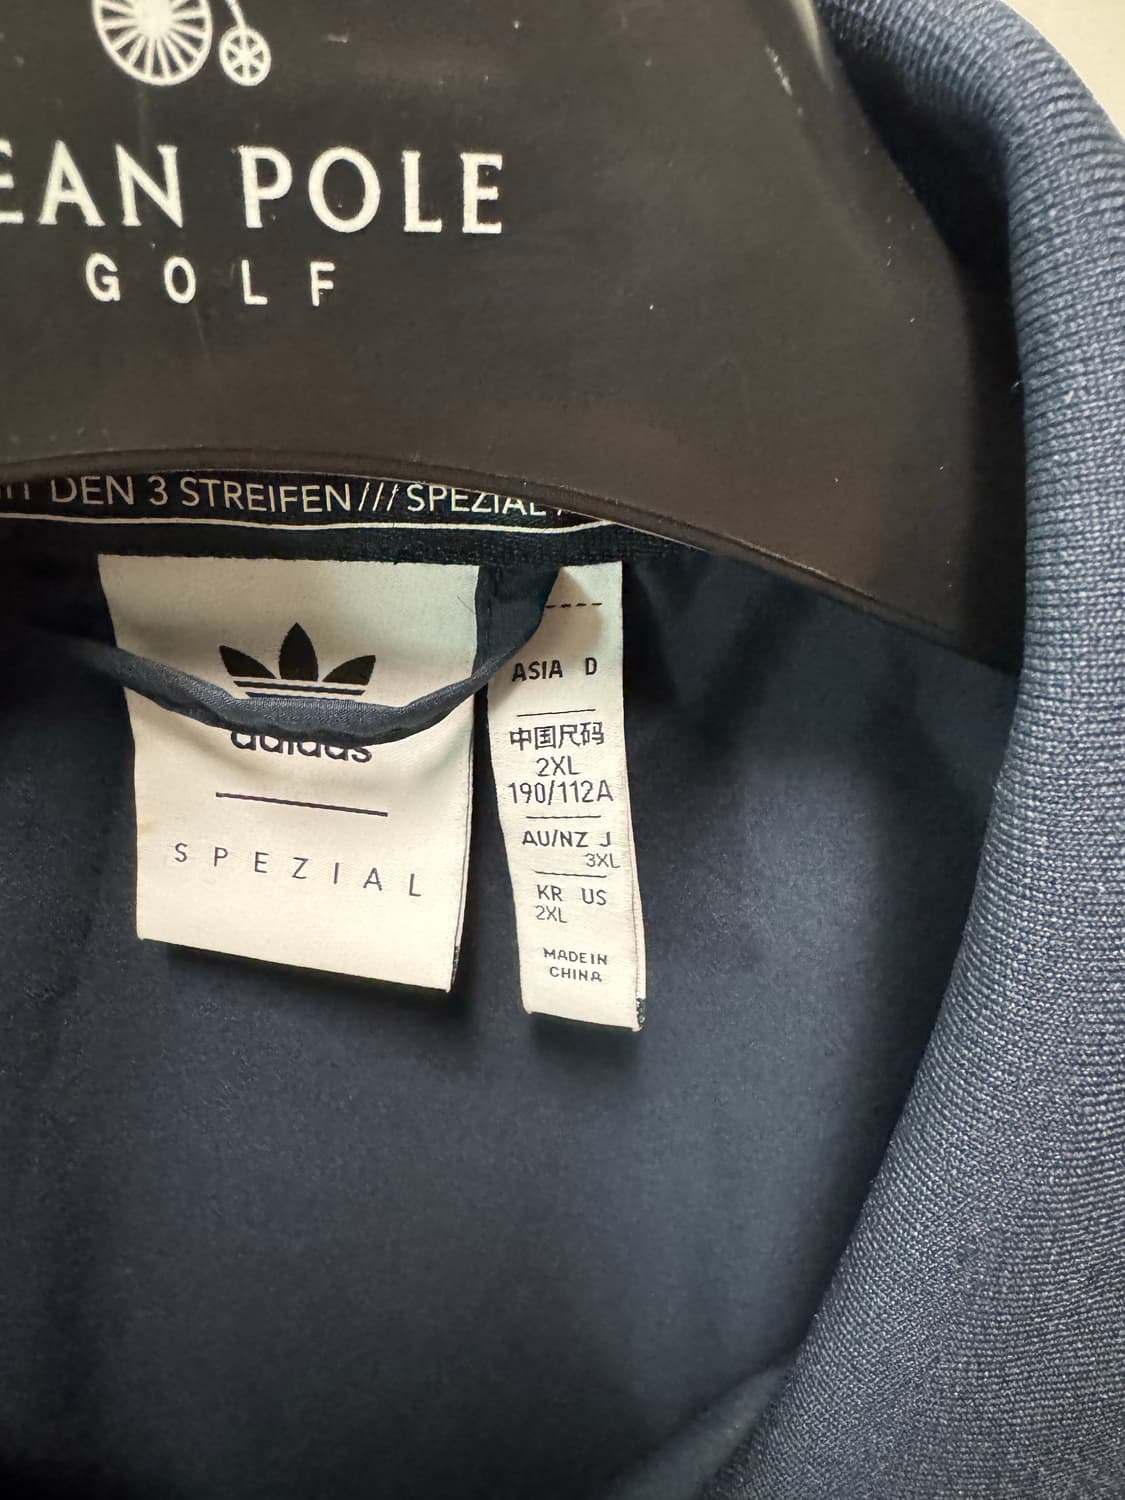 EAN POLE
GOLF
DEN 3 STREIFEN /// SPEZIAL
adidas
SPEZIAL
ASIA D
中国尺码
2XL
190/112A
AU/NZ J
3XL
KR US
2XL
MADE IN
CHINA